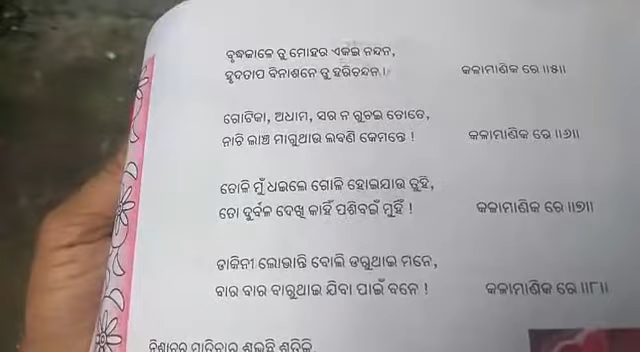 ବୃଦ୍ଧକାଳେ ତୁ ମୋହର ଏକଇ ନନ୍ଦନ,
ହୃଦତାପ ବିନାଶନେ ତୁ ହରିଚନ୍ଦନ। କଳାମାଣିକ ରେ ॥୫॥
ଗୋଟିକା, ଅଧାମ, ସର ନ ରୁଚଇ ତୋତେ,
ନାଚି ଲାଞ୍ଚ ମାଗୁଥାଉ ଲବଣି କେମନ୍ତେ ! କଳାମାଣିକ ରେ ॥୬॥
ତୋଳି ମୁଁ ଧଇଲେ ଗୋଳି ହୋଇଯାଉ ତୁହି,
ତୋ ଦୁର୍ବଳ ଦେଖି କାହିଁ ପଶିବଇଁ ମୁହିଁ ! କଳାମାଣିକ ରେ ॥୭॥
ଡାକିନୀ ଲୋଭାନ୍ତି ବୋଲି ଡରୁଥାଇ ମନେ,
ବାର ବାର ବାରୁଥାଇ ଯିବା ପାଇଁ ବନେ ! କଳାମାଣିକ ରେ ॥୮॥